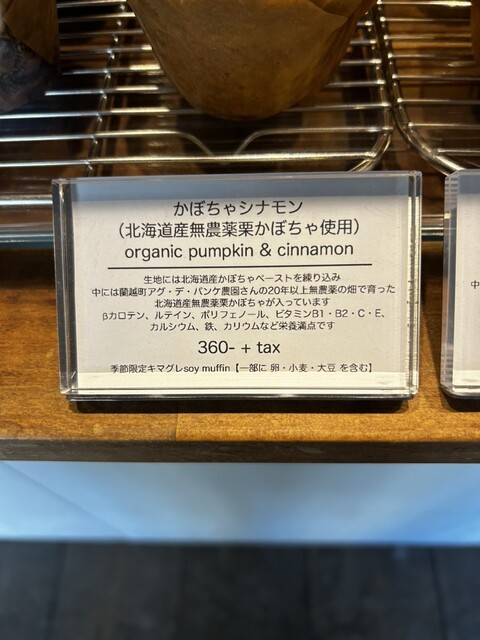 かぼちゃシナモン
（北海道産無農薬栗かぼちゃ使用）
organic pumpkin & cinnamon
生地には北海道産かぼちゃペーストを練り込み
中には蘭越町アグ・デ・パンケ農園さんの20年以上無農薬の畑で育った
北海道産無農薬栗かぼちゃが入っています
βカロテン、ルテイン、ポリフェノール、ビタミンB1・B2・C・E、
カルシウム、鉄、カリウムなど栄養満点です
360- + tax
季節限定キマグレsoy muffin【一部に 卵・小麦・大豆 を含む】
中